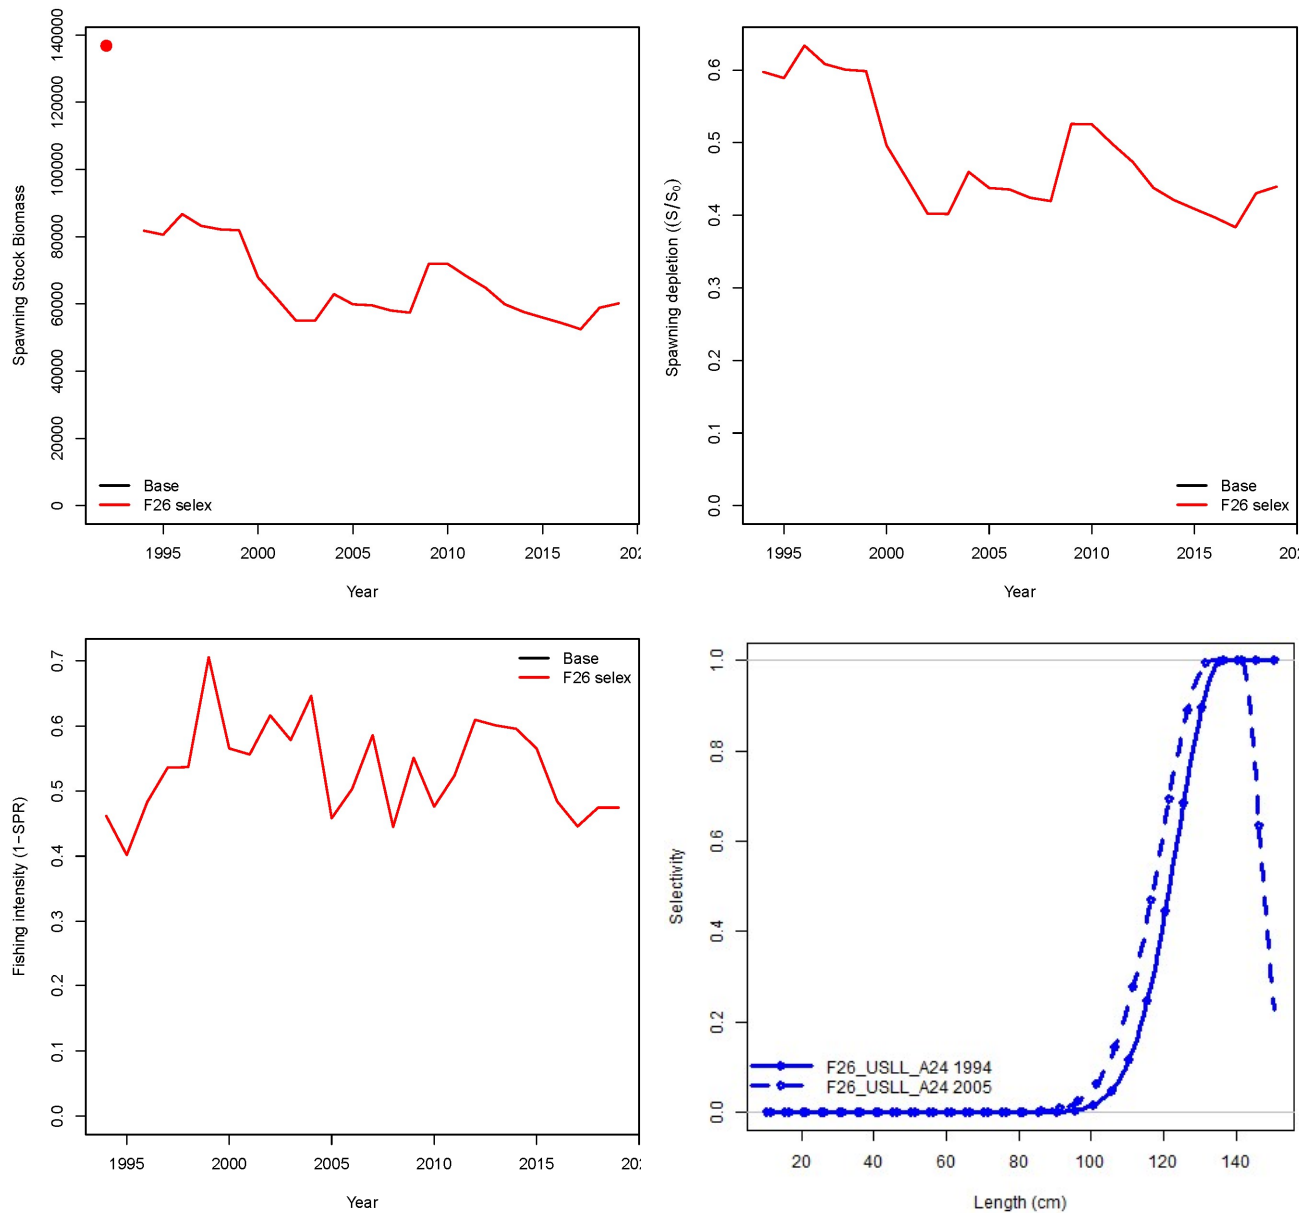 Spawning Stock Biomass
140000
120000
100000
80000
60000
40000
20000
0
Base
F26 selex
1995 2000 2005 2010 2015 202
Year
Spawning depletion ((S/S₀)
0.6
0.5
0.4
0.3
0.2
0.1
0.0
Base
F26 selex
1995 2000 2005 2010 2015 20
Year
Fishing intensity (1−SPR)
0.7
0.6
0.5
0.4
0.3
0.2
0.1
0.0
Base
F26 selex
1995 2000 2005 2010 2015 20
Year
Selectivity
1.0
0.8
0.6
0.4
0.2
0.0
F26_USLL_A24 1994
F26_USLL_A24 2005
20 40 60 80 100 120 140
Length (cm)